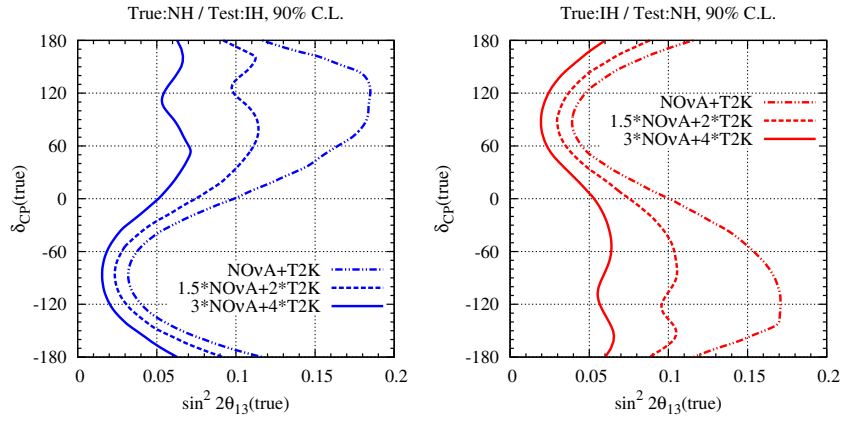 True:NH / Test:IH, 90% C.L.
180
120
60
0
-60
-120
-180
δCP(true)
NOνA+T2K
1.5*NOνA+2*T2K
3*NOνA+4*T2K
0
0.05
0.1
0.15
0.2
sin² 2θ13(true)
True:IH / Test:NH, 90% C.L.
180
120
60
0
-60
-120
-180
δCP(true)
NOνA+T2K
1.5*NOνA+2*T2K
3*NOνA+4*T2K
0
0.05
0.1
0.15
0.2
sin² 2θ13(true)